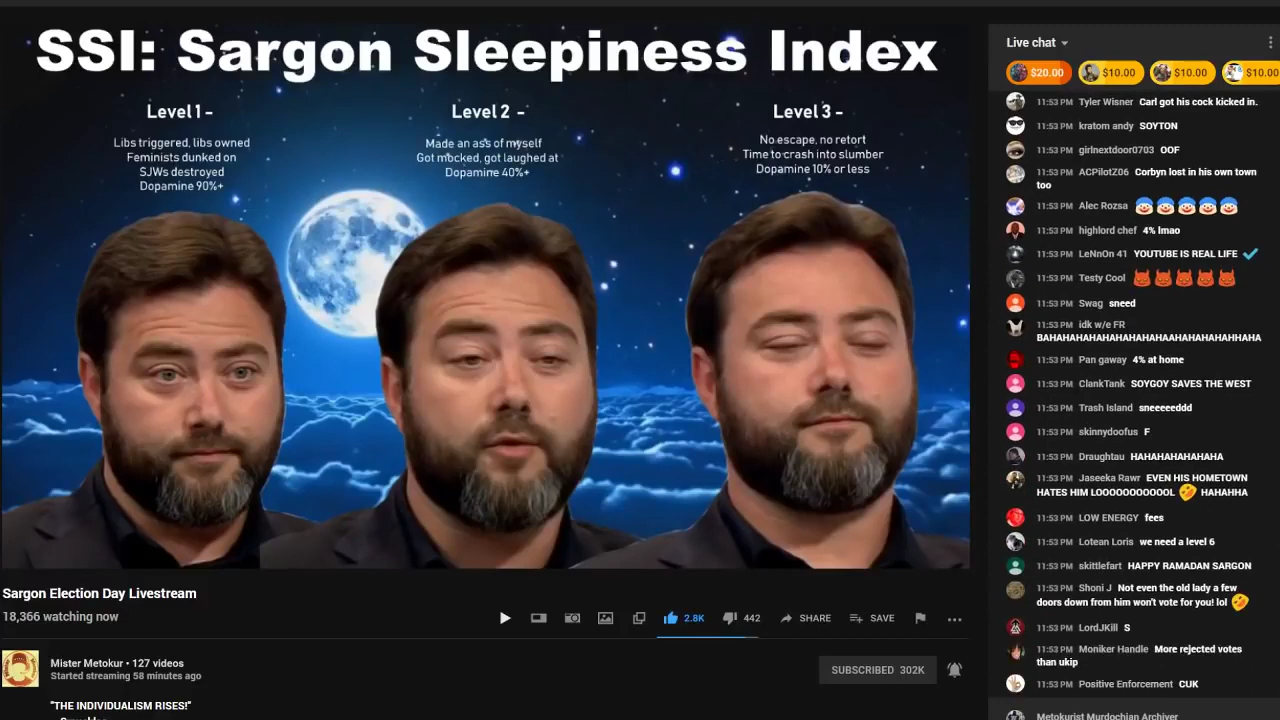 SSI: Sargon Sleepiness Index
Level 1 -
Libs triggered, libs owned
Feminists dunked on
SJWs destroyed
Dopamine 90%+
Level 2 -
Made an ass of myself
Got mocked, got laughed at
Dopamine 40%+
Level 3 -
No escape, no retort
Time to crash into slumber
Dopamine 10% or less
Sargon Election Day Livestream
18,366 watching now
2.8K
442
SHARE
SAVE
Mister Metokur • 127 videos
Started streaming 58 minutes ago
SUBSCRIBED 302K
"THE INDIVIDUALISM RISES!"
Live chat
$20.00
$10.00
$10.00
$10.00
11:53 PM Tyler Wisner Carl got his cock kicked in.
11:53 PM kratom andy SOYTON
11:53 PM girlnextdoor0703 OOF
11:53 PM ACPilotZ06 Corbyn lost in his own town
too
11:53 PM Alec Rozsa
11:53 PM highlord chef 4% lmao
11:53 PM LeNnOn 41 YOUTUBE IS REAL LIFE
11:53 PM Testy Cool
11:53 PM Swag sneed
11:53 PM idk w/e FR
BAHAHAHAHAHAHAHAHAAHAHAHAHAHHAHA
11:53 PM Pan gaway 4% at home
11:53 PM ClankTank SOYGOY SAVES THE WEST
11:53 PM Trash Island sneeeeeddd
11:53 PM skinnydoofus F
11:53 PM Draughtau HAHAHAHAHAHAHA
11:53 PM Jaseeka Rawr EVEN HIS HOMETOWN
HATES HIM LOOOOOOOOOOL HAHAHHA
11:53 PM LOW ENERGY fees
11:53 PM Lotean Loris we need a level 6
11:53 PM skittlefart HAPPY RAMADAN SARGON
11:53 PM Shoni J Not even the old lady a few
doors down from him won't vote for you! lol
11:53 PM LordJKill S
11:53 PM Moniker Handle More rejected votes
than ukip
11:53 PM Positive Enforcement CUK
Metokurist Murdochian Archiver